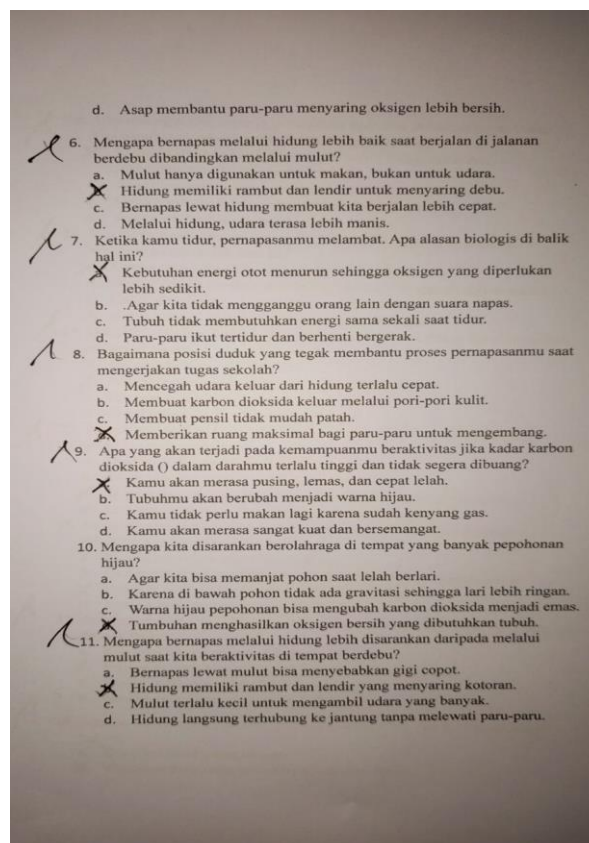 d. Asap membantu paru-paru menyaring oksigen lebih bersih.
6. Mengapa bernapas melalui hidung lebih baik saat berjalan di jalanan
berdebu dibandingkan melalui mulut?
a. Mulut hanya digunakan untuk makan, bukan untuk udara.
b. Hidung memiliki rambut dan lendir untuk menyaring debu.
c. Bernapas lewat hidung membuat kita berjalan lebih cepat.
d. Melalui hidung, udara terasa lebih manis.
7. Ketika kamu tidur, pernapasanmu melambat. Apa alasan biologis di balik
hal ini?
a. Kebutuhan energi otot menurun sehingga oksigen yang diperlukan
lebih sedikit.
b. .Agar kita tidak mengganggu orang lain dengan suara napas.
c. Tubuh tidak membutuhkan energi sama sekali saat tidur.
d. Paru-paru ikut tertidur dan berhenti bergerak.
8. Bagaimana posisi duduk yang tegak membantu proses pernapasanmu saat
mengerjakan tugas sekolah?
a. Mencegah udara keluar dari hidung terlalu cepat.
b. Membuat karbon dioksida keluar melalui pori-pori kulit.
c. Membuat pensil tidak mudah patah.
d. Memberikan ruang maksimal bagi paru-paru untuk mengembang.
9. Apa yang akan terjadi pada kemampuanmu beraktivitas jika kadar karbon
dioksida () dalam darahmu terlalu tinggi dan tidak segera dibuang?
a. Kamu akan merasa pusing, lemas, dan cepat lelah.
b. Tubuhmu akan berubah menjadi warna hijau.
c. Kamu tidak perlu makan lagi karena sudah kenyang gas.
d. Kamu akan merasa sangat kuat dan bersemangat.
10. Mengapa kita disarankan berolahraga di tempat yang banyak pepohonan
hijau?
a. Agar kita bisa memanjat pohon saat lelah berlari.
b. Karena di bawah pohon tidak ada gravitasi sehingga lari lebih ringan.
c. Warna hijau pepohonan bisa mengubah karbon dioksida menjadi emas.
d. Tumbuhan menghasilkan oksigen bersih yang dibutuhkan tubuh.
11. Mengapa bernapas melalui hidung lebih disarankan daripada melalui
mulut saat kita beraktivitas di tempat berdebu?
a. Bernapas lewat mulut bisa menyebabkan gigi copot.
b. Hidung memiliki rambut dan lendir yang menyaring kotoran.
c. Mulut terlalu kecil untuk mengambil udara yang banyak.
d. Hidung langsung terhubung ke jantung tanpa melewati paru-paru.